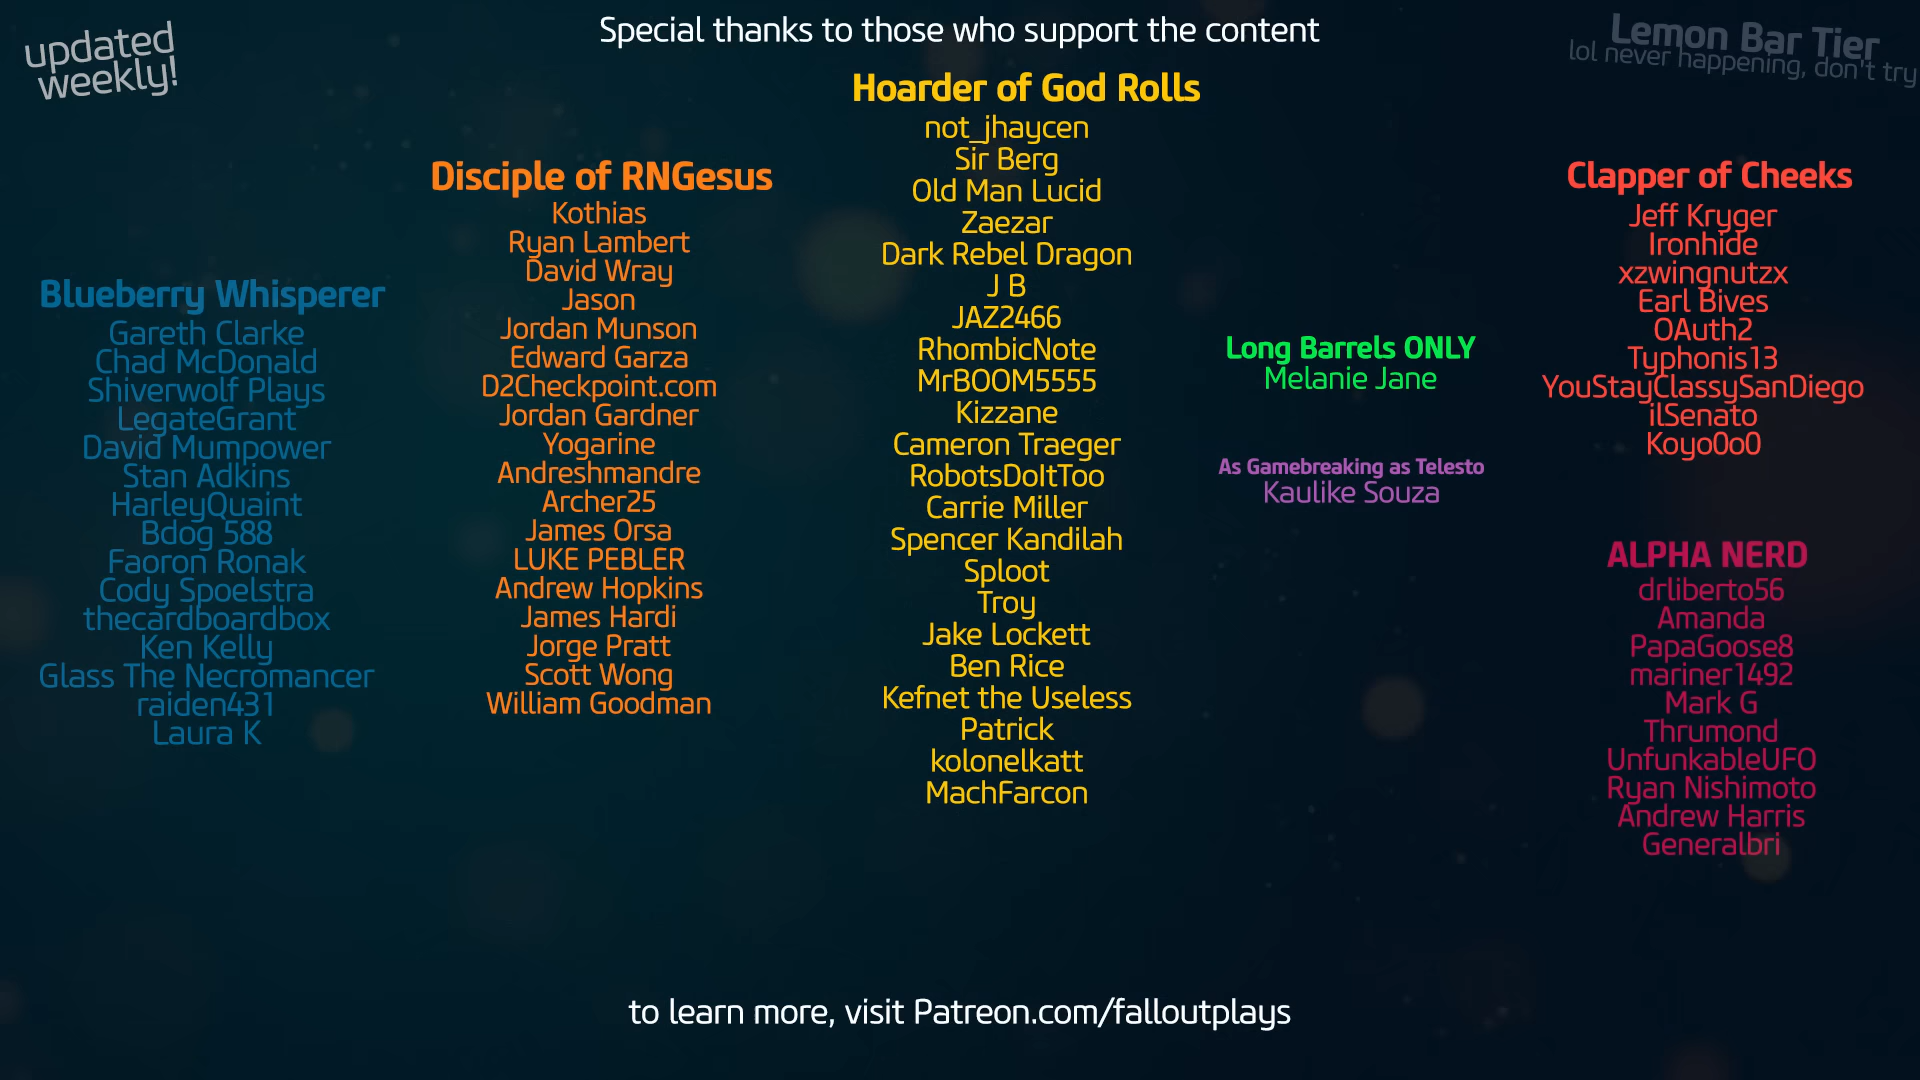 updated
weekly!
Special thanks to those who support the content
Lemon Bar Tier
lol never happening, don't try
Blueberry Whisperer
Gareth Clarke
Chad McDonald
Shiverwolf Plays
LegateGrant
David Mumpower
Stan Adkins
HarleyQuaint
Bdog 588
Faoron Ronak
Cody Spoelstra
thecardboardbox
Ken Kelly
Glass The Necromancer
raiden431
Laura K
Disciple of RNGesus
Kothias
Ryan Lambert
David Wray
Jason
Jordan Munson
Edward Garza
D2Checkpoint.com
Jordan Gardner
Yogarine
Andreshmandre
Archer25
James Orsa
LUKE PEBLER
Andrew Hopkins
James Hardi
Jorge Pratt
Scott Wong
William Goodman
Hoarder of God Rolls
not_jhaycen
Sir Berg
Old Man Lucid
Zaezar
Dark Rebel Dragon
J B
JAZ2466
RhombicNote
MrBOOM5555
Kizzane
Cameron Traeger
RobotsDoItToo
Carrie Miller
Spencer Kandilah
Sploot
Troy
Jake Lockett
Ben Rice
Kefnet the Useless
Patrick
kolonelkatt
MachFarcon
Long Barrels ONLY
Melanie Jane
As Gamebreaking as Telesto
Kaulike Souza
Clapper of Cheeks
Jeff Kryger
Ironhide
xzwingnutzx
Earl Bives
OAuth2
Typhonis13
YouStayClassySanDiego
ilSenato
Koyo0o0
ALPHA NERD
drliberto56
Amanda
PapaGoose8
mariner1492
Mark G
Thrumond
UnfunkableUFO
Ryan Nishimoto
Andrew Harris
Generalbri
to learn more, visit Patreon.com/falloutplays